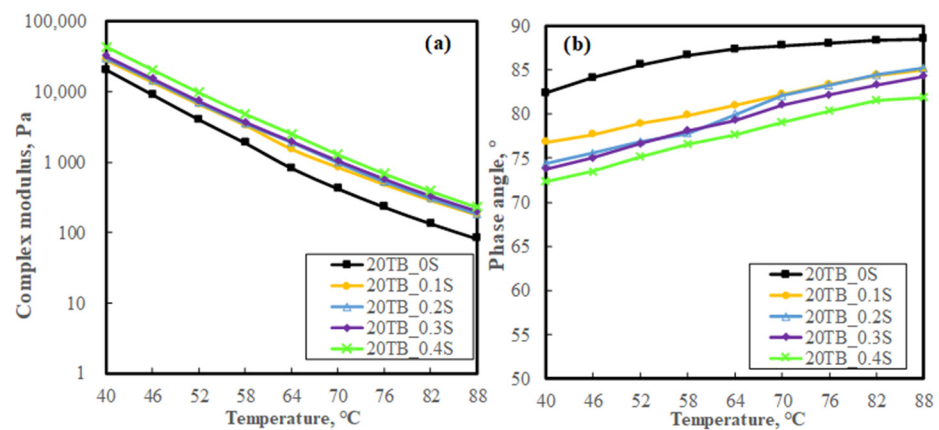 (a)
Complex modulus, Pa
100,000
10,000
1 000
100
10
1
20TB_0S
20TB_0.1S
20TB_0.2S
20TB_0.3S
20TB_0.4S
40 46 52 58 64 70 76 82 88
Temperature, °C
(b)
Phase angle, °
90
85
80
75
70
65
60
55
50
20TB_0S
20TB_0.1S
20TB_0.2S
20TB_0.3S
20TB_0.4S
40 46 52 58 64 70 76 82 88
Temperature, °C